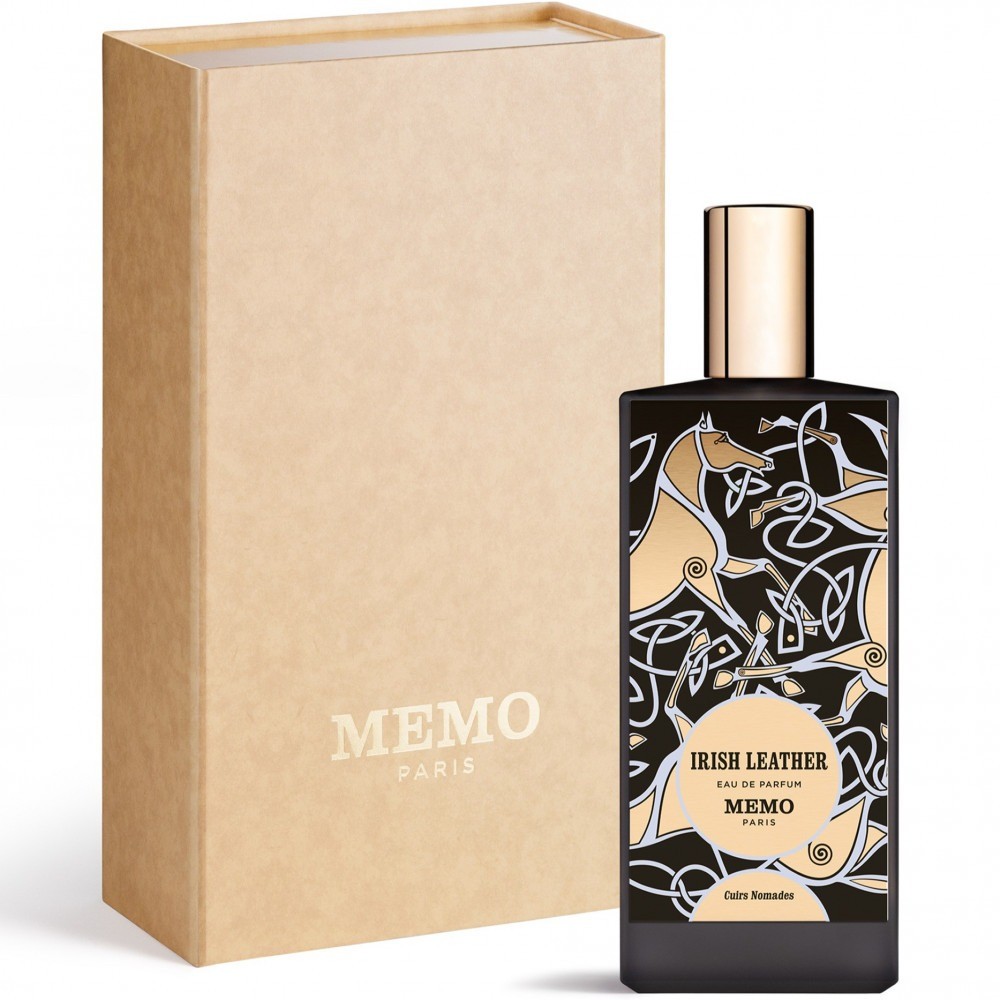 MEMO
PARIS
IRISH LEATHER
EAU DE PARFUM
MEMO
PARIS
Cuirs Nomades